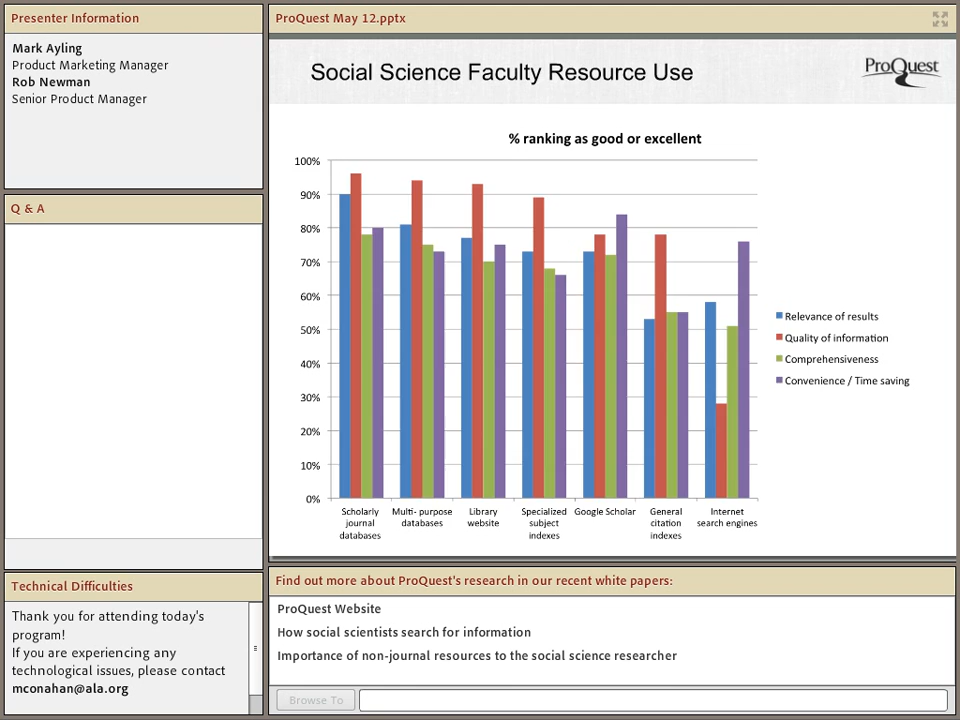 Presenter Information
Mark Ayling
Product Marketing Manager
Rob Newman
Senior Product Manager
Q & A
Technical Difficulties
Thank you for attending today's
program!
If you are experiencing any
technological issues, please contact
mconahan@ala.org
ProQuest May 12.pptx
Social Science Faculty Resource Use
ProQuest
% ranking as good or excellent
100%
90%
80%
70%
60%
50%
40%
30%
20%
10%
0%
Scholarly
journal
databases
Multi- purpose
databases
Library
website
Specialized
subject
indexes
Google Scholar
General
citation
indexes
Internet
search engines
Relevance of results
Quality of information
Comprehensiveness
Convenience / Time saving
Find out more about ProQuest's research in our recent white papers:
ProQuest Website
How social scientists search for information
Importance of non-journal resources to the social science researcher
Browse To